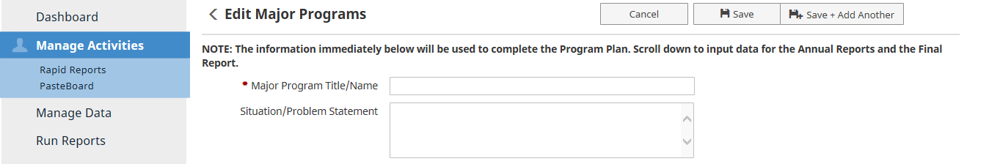 Dashboard
Manage Activities
Rapid Reports
PasteBoard
Manage Data
Run Reports
Edit Major Programs
Cancel
Save
Save + Add Another
NOTE: The information immediately below will be used to complete the Program Plan. Scroll down to input data for the Annual Reports and the Final
Report.
Major Program Title/Name
Situation/Problem Statement